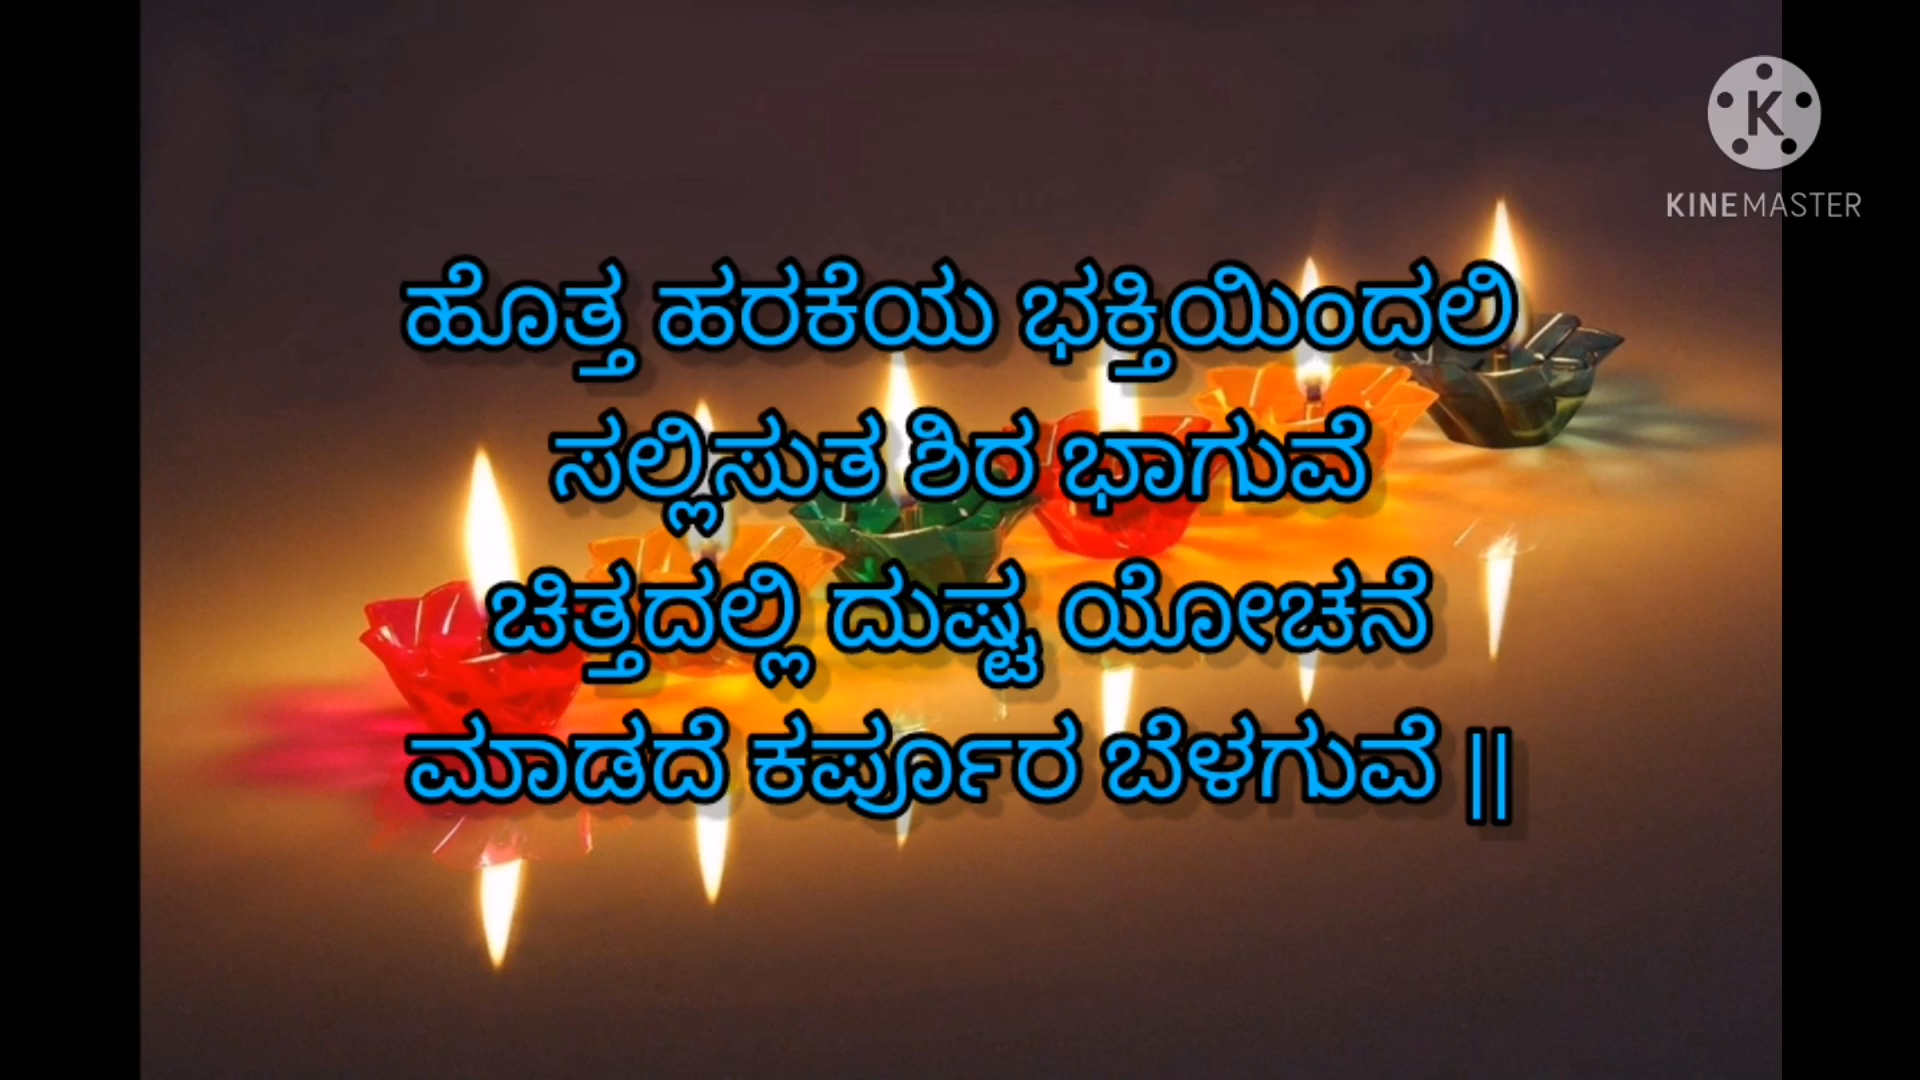 KINEMASTER
ಹೊತ್ತ ಹರಕೆಯ ಭಕ್ತಿಯಿಂದಲಿ
ಸಲ್ಲಿಸುತ ಶಿರ ಭಾಗುವೆ
ಚಿತ್ತದಲ್ಲಿ ದುಷ್ಟ ಯೋಚನೆ
ಮಾಡದೆ ಕರ್ಪೂರ ಬೆಳಗುವೆ ||